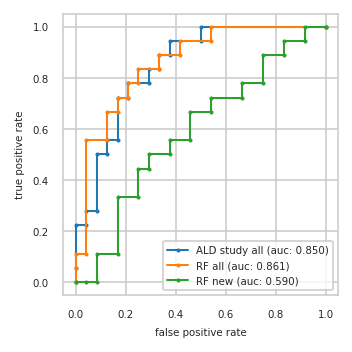 true positive rate
1.0
0.8
0.6
0.4
0.2
0.0
ALD study all (auc: 0.850)
RF all (auc: 0.861)
RF new (auc: 0.590)
0.0 0.2 0.4 0.6 0.8 1.0
false positive rate